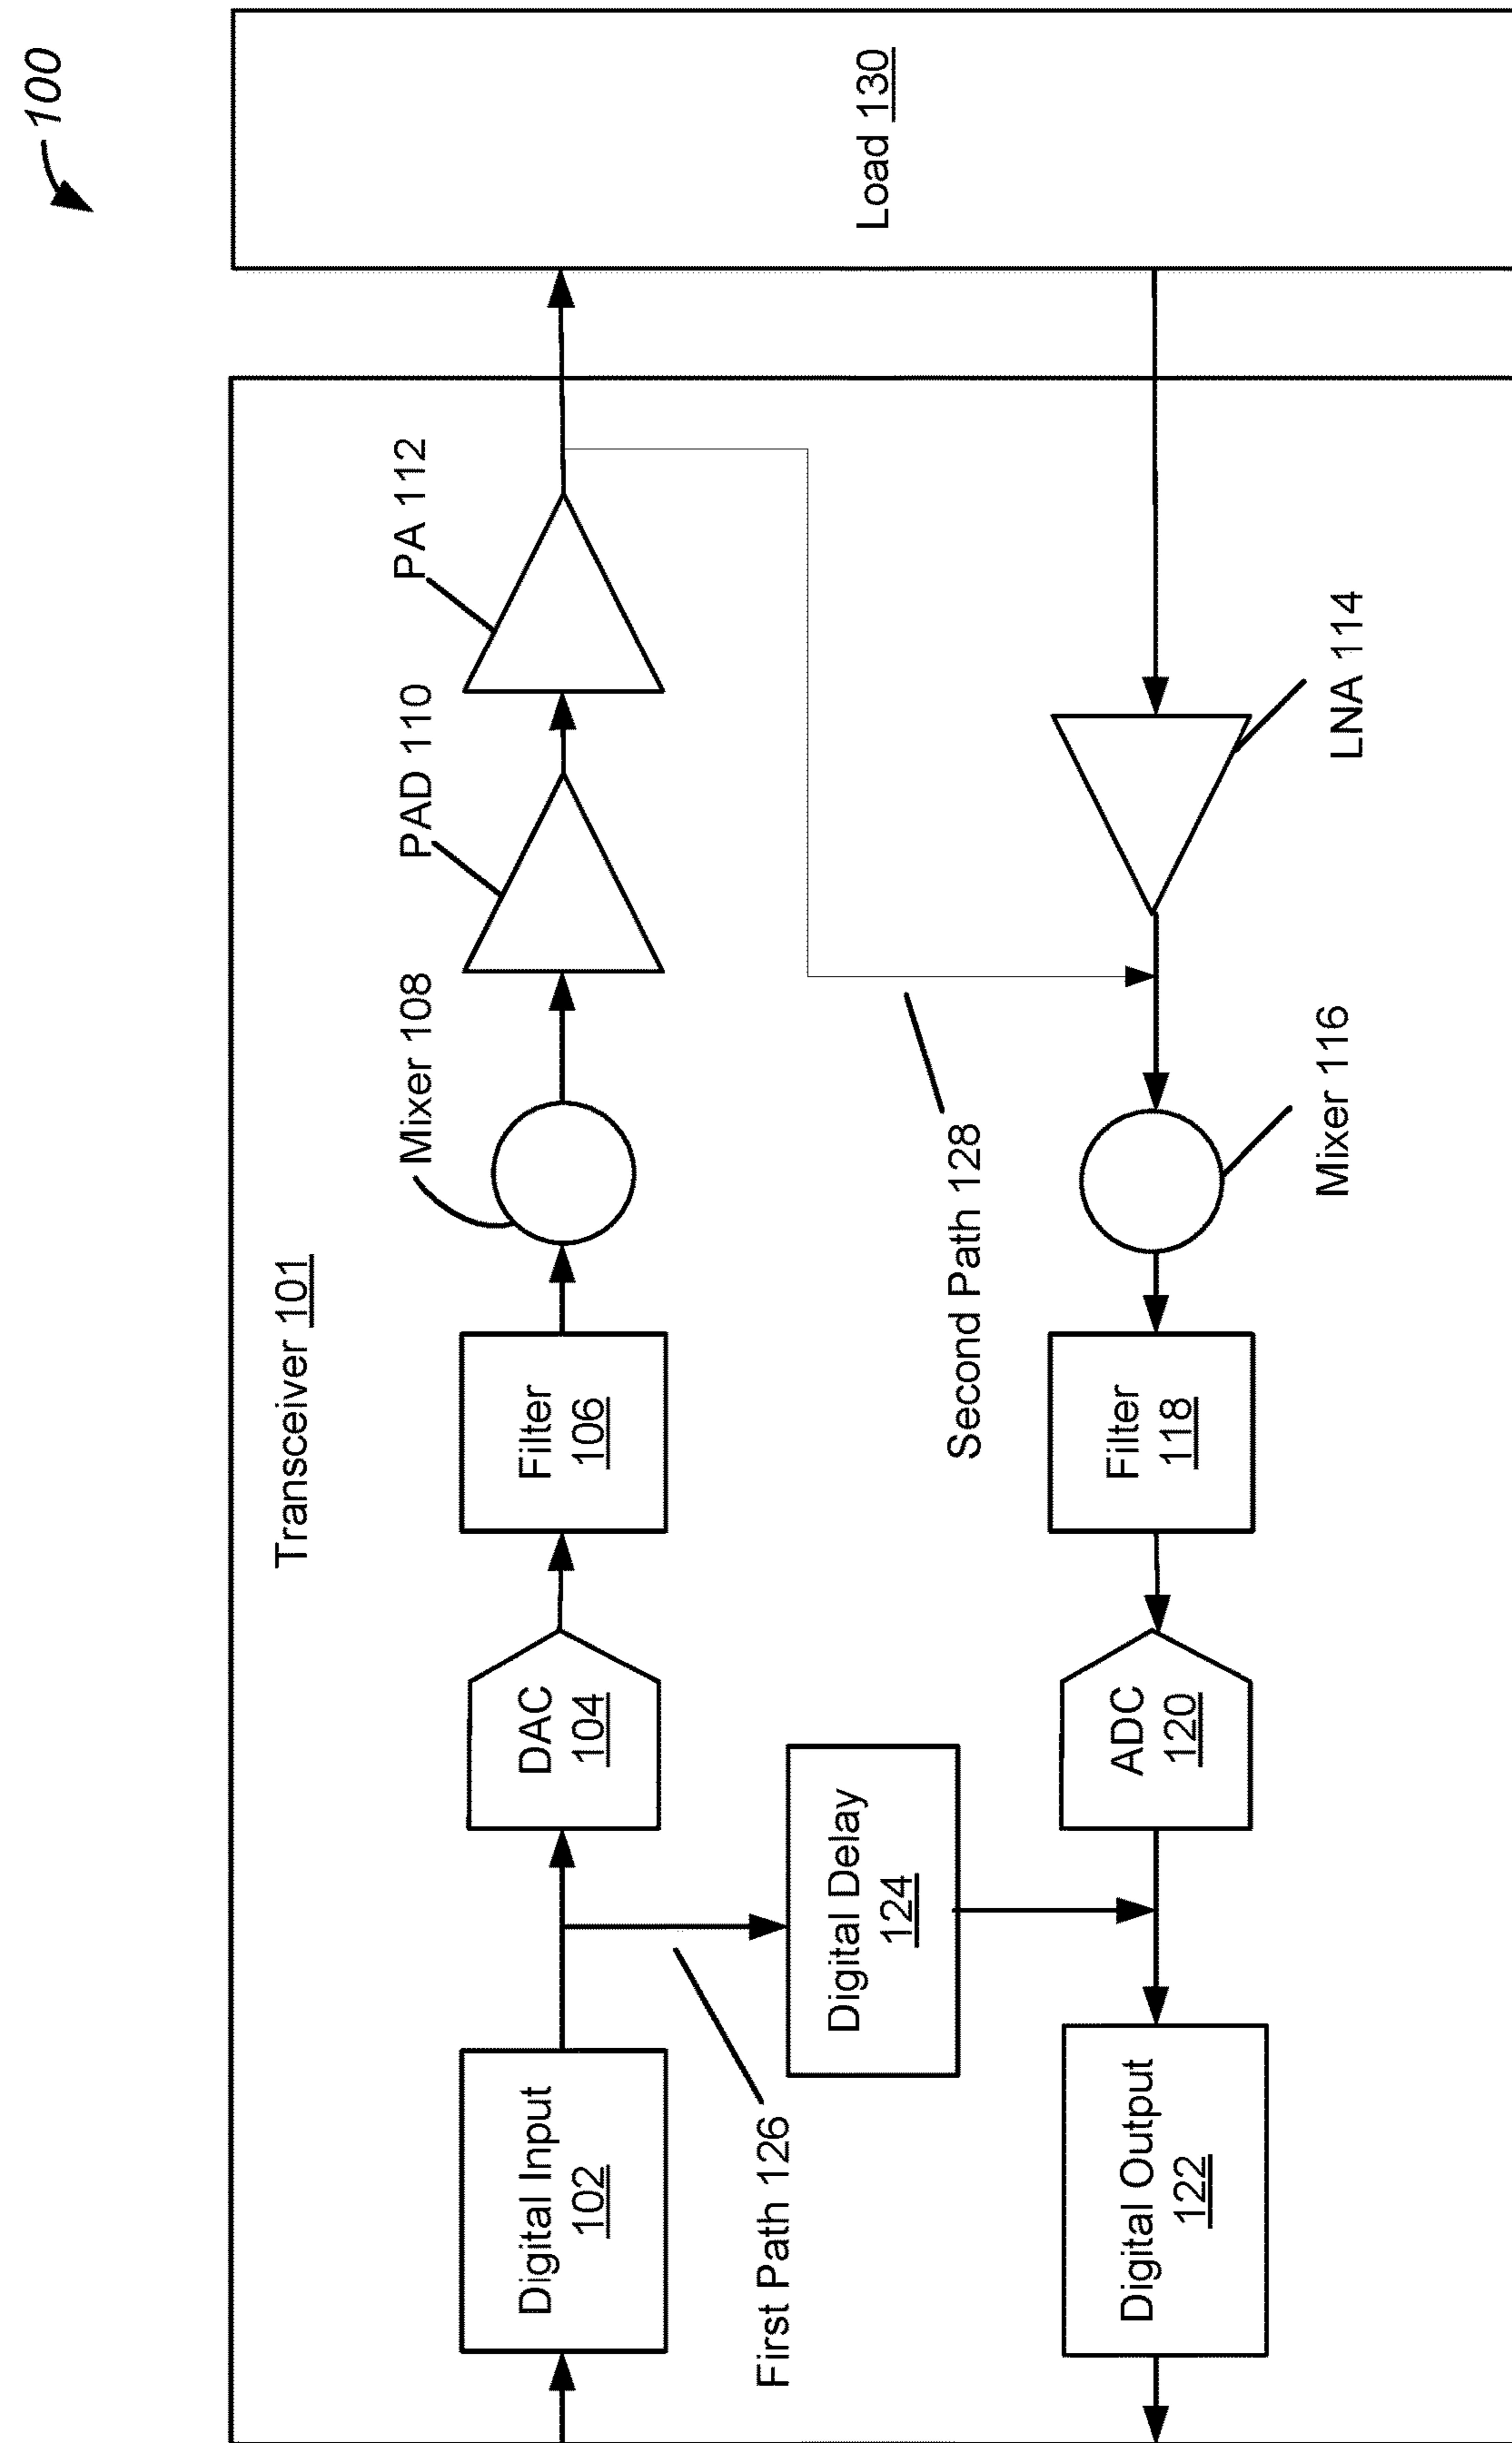 100
Transceiver 101
Load 130
Digital Input
102
DAC
104
Filter
106
Mixer 108
PAD 110
PA 112
First Path 126
Digital Delay
124
Second Path 128
Digital Output
122
ADC
120
Filter
118
Mixer 116
LNA 114